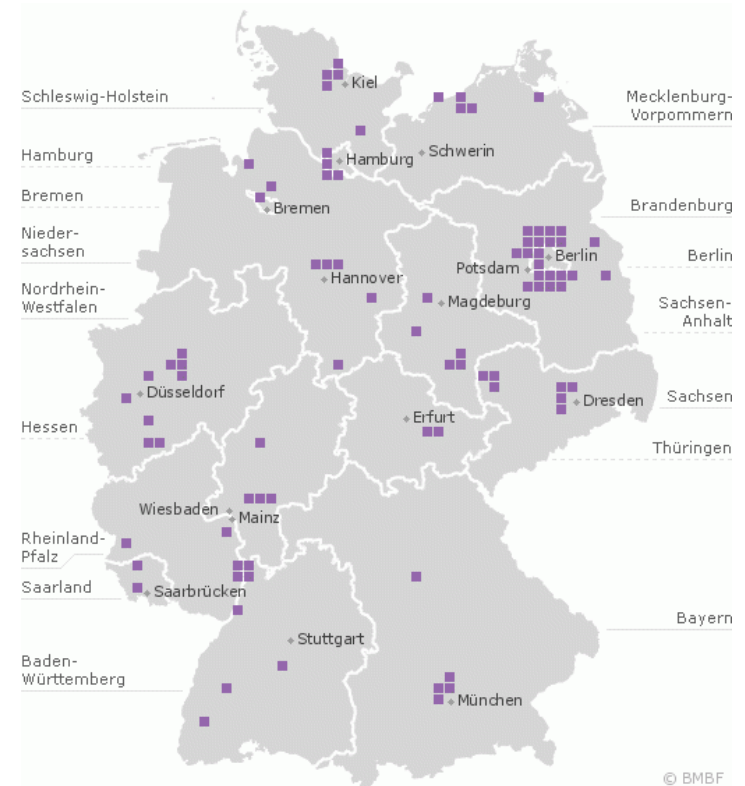 Schleswig-Holstein
Hamburg
Bremen
Nieder-
sachsen
Nordrhein-
Westfalen
Hessen
Rheinland-
Pfalz
Saarland
Baden-
Württemberg
Kiel
Hamburg
Schwerin
Bremen
Hannover
Potsdam
Berlin
Magdeburg
Düsseldorf
Erfurt
Dresden
Wiesbaden
Mainz
Saarbrücken
Stuttgart
München
Mecklenburg-
Vorpommern
Brandenburg
Berlin
Sachsen-
Anhalt
Sachsen
Thüringen
Bayern
© BMBF